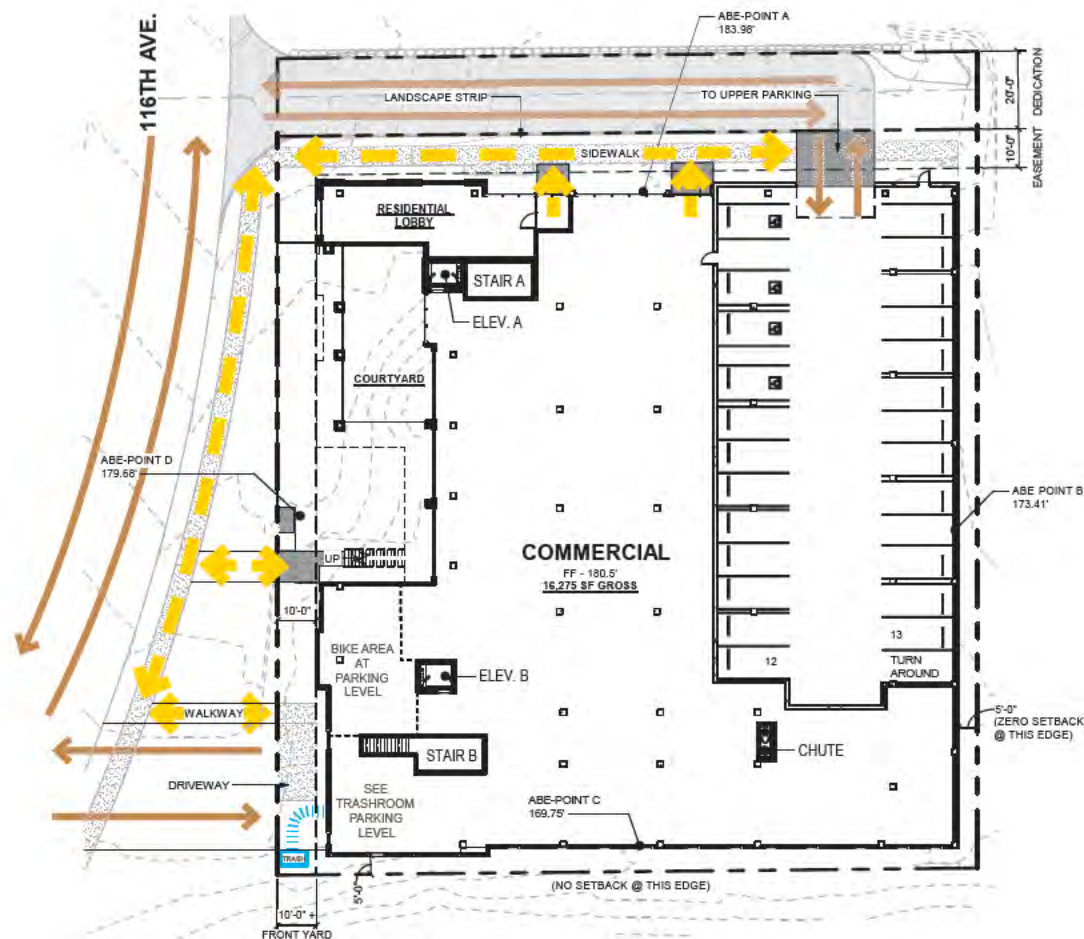 116TH AVE.
ABE-POINT A
183.98'
LANDSCAPE STRIP
TO UPPER PARKING
20'-0"
DEDICATION
10'-0"
EASEMENT
SIDEWALK
RESIDENTIAL
LOBBY
STAIR A
ELEV. A
COURTYARD
ABE-POINT D
179.68'
ABE POINT B
173.41'
UP
COMMERCIAL
FF - 180.5'
16,275 SF GROSS
10'-0"
BIKE AREA
AT
PARKING
LEVEL
ELEV. B
12
13
TURN
AROUND
WALKWAY
5'-0"
(ZERO SETBACK
@ THIS EDGE)
STAIR B
CHUTE
DRIVEWAY
SEE
TRASHROOM
PARKING
LEVEL
ABE-POINT C
169.75'
TRASH
5'-0"
(NO SETBACK @ THIS EDGE)
10'-0" +
FRONT YARD